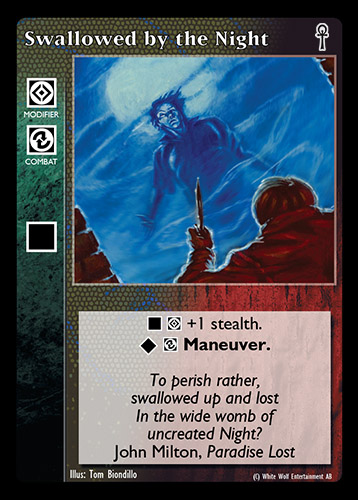 Swallowed by the Night
MODIFIER
COMBAT
+1 stealth.
Maneuver.
To perish rather,
swallowed up and lost
In the wide womb of
uncreated Night?
John Milton, Paradise Lost
Illus: Tom Biondillo
(C) White Wolf Entertainment AB